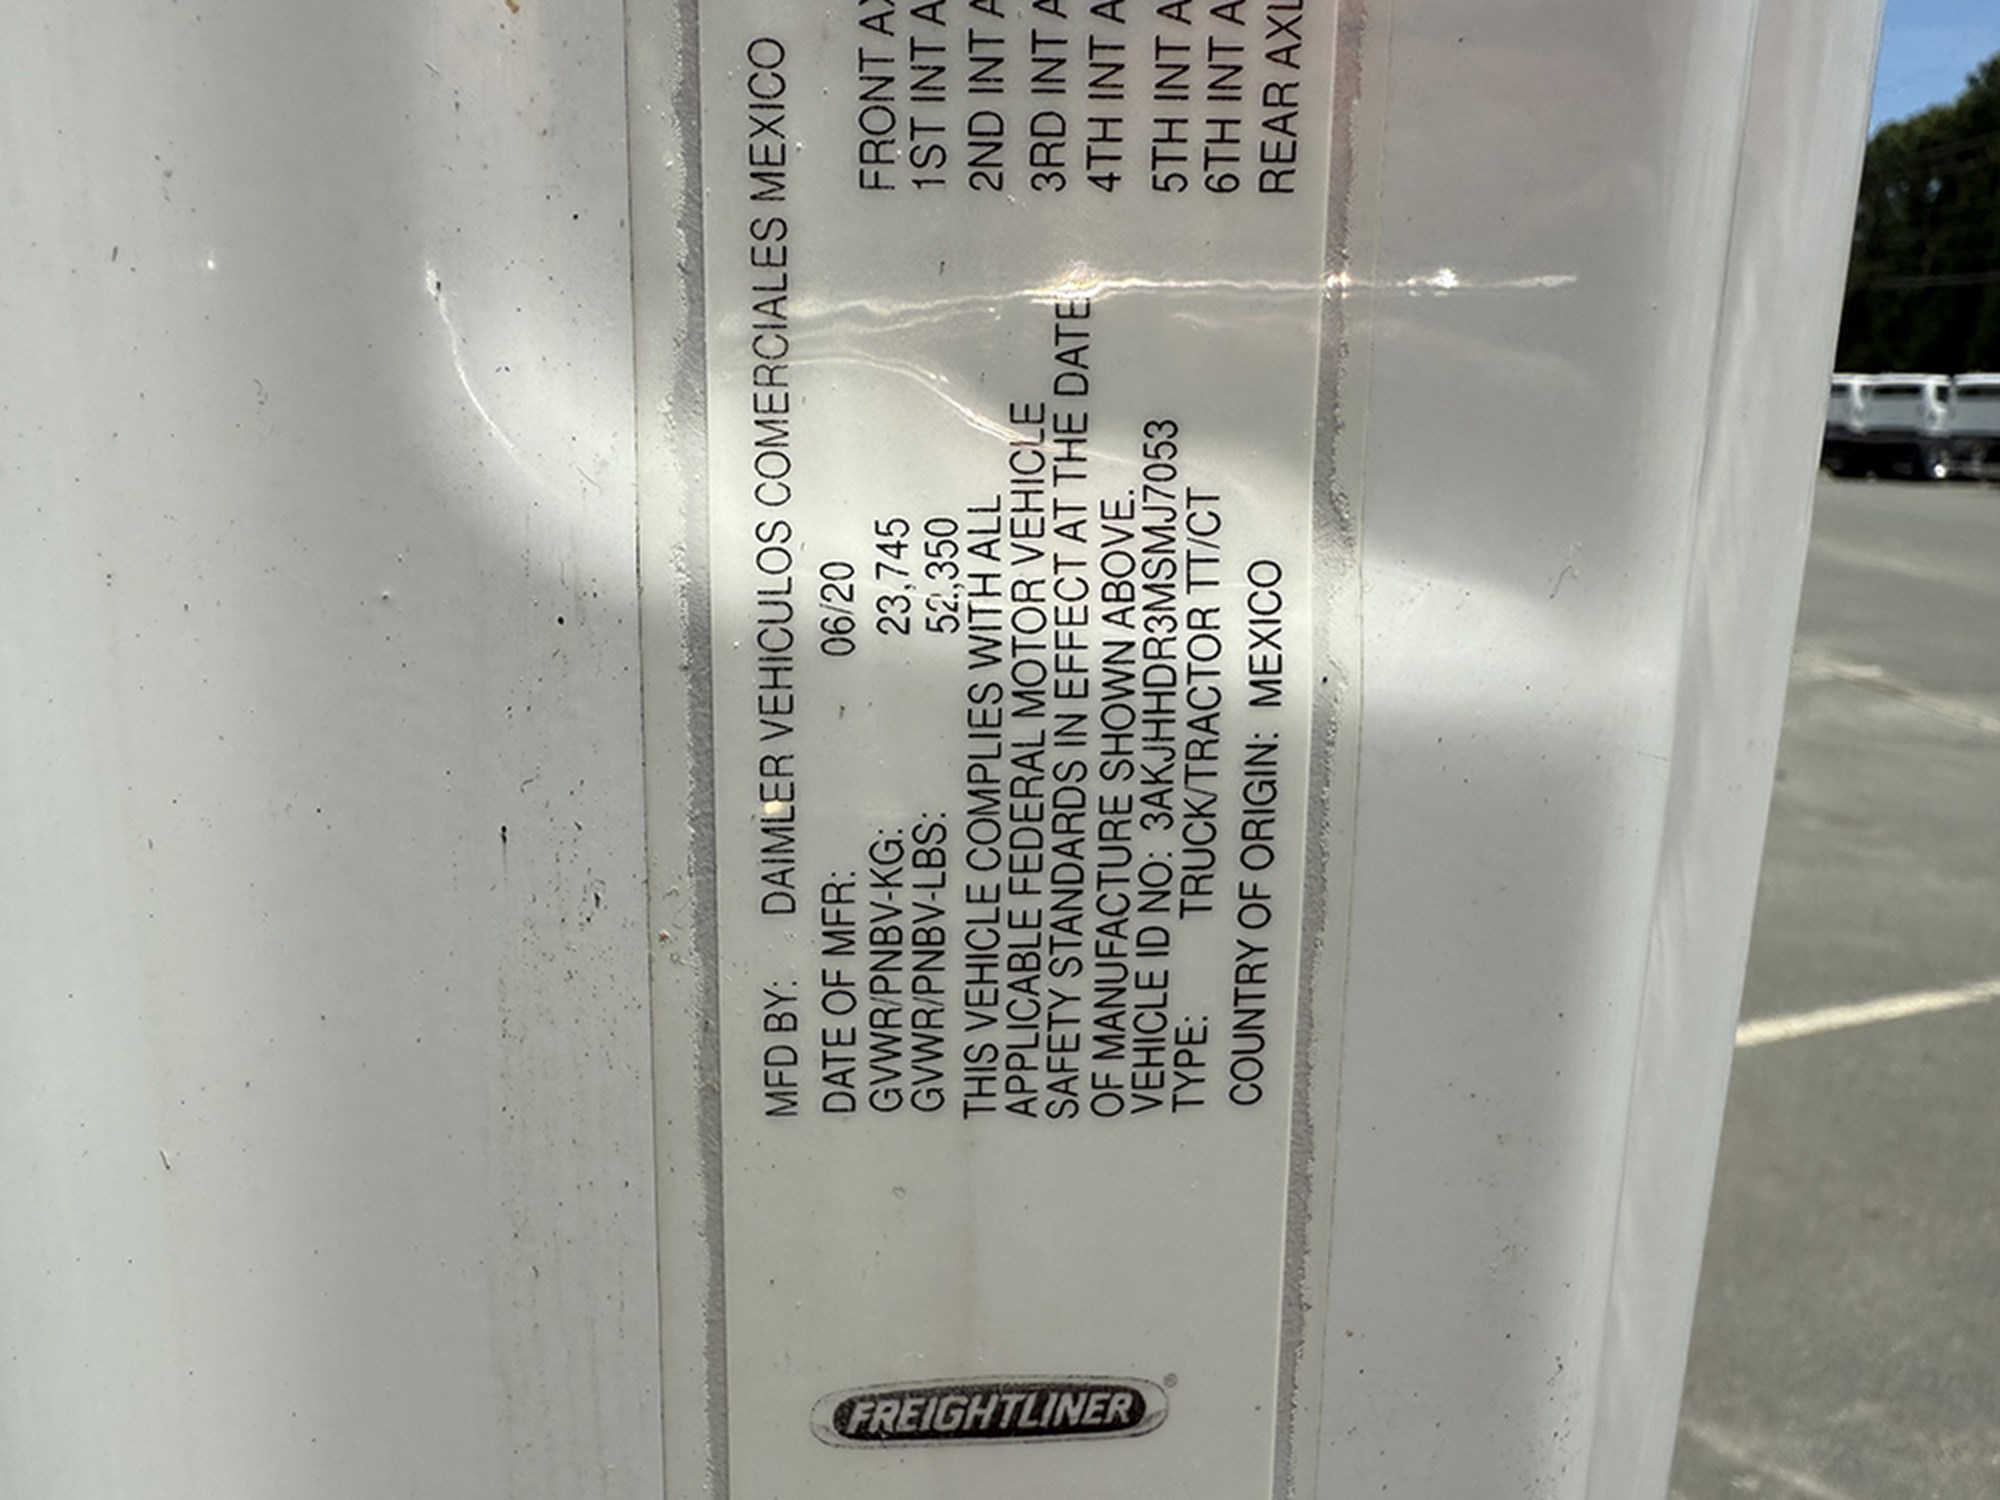 FREIGHTLINER®
MFD BY: DAIMLER VEHICULOS COMERCIALES MEXICO
DATE OF MFR: 06/20
GVWR/PNBV-KG: 23,745
GVWR/PNBV-LBS: 52,350
THIS VEHICLE COMPLIES WITH ALL
APPLICABLE FEDERAL MOTOR VEHICLE
SAFETY STANDARDS IN EFFECT AT THE DATE
OF MANUFACTURE SHOWN ABOVE.
VEHICLE ID NO: 3AKJHHDR3MSMJ7053
TYPE: TRUCK/TRACTOR TT/CT
COUNTRY OF ORIGIN: MEXICO
FRONT
1ST INT
2ND INT
3RD INT
4TH INT
5TH INT
6TH INT
REAR